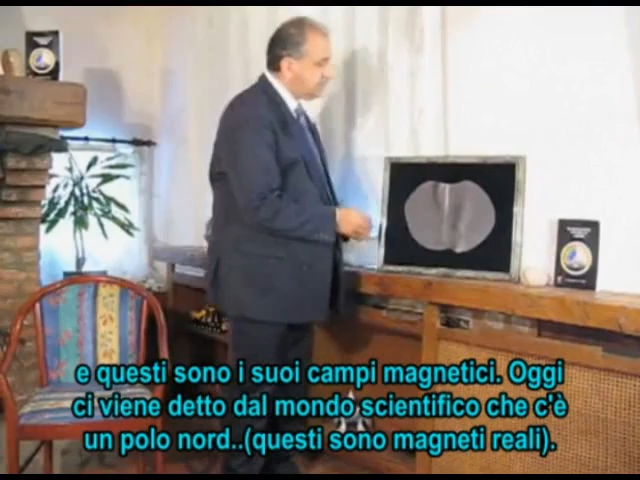 e questi sono i suoi campi magnetici. Oggi
ci viene detto dal mondo scientifico che c'è
un polo nord..(questi sono magneti reali).